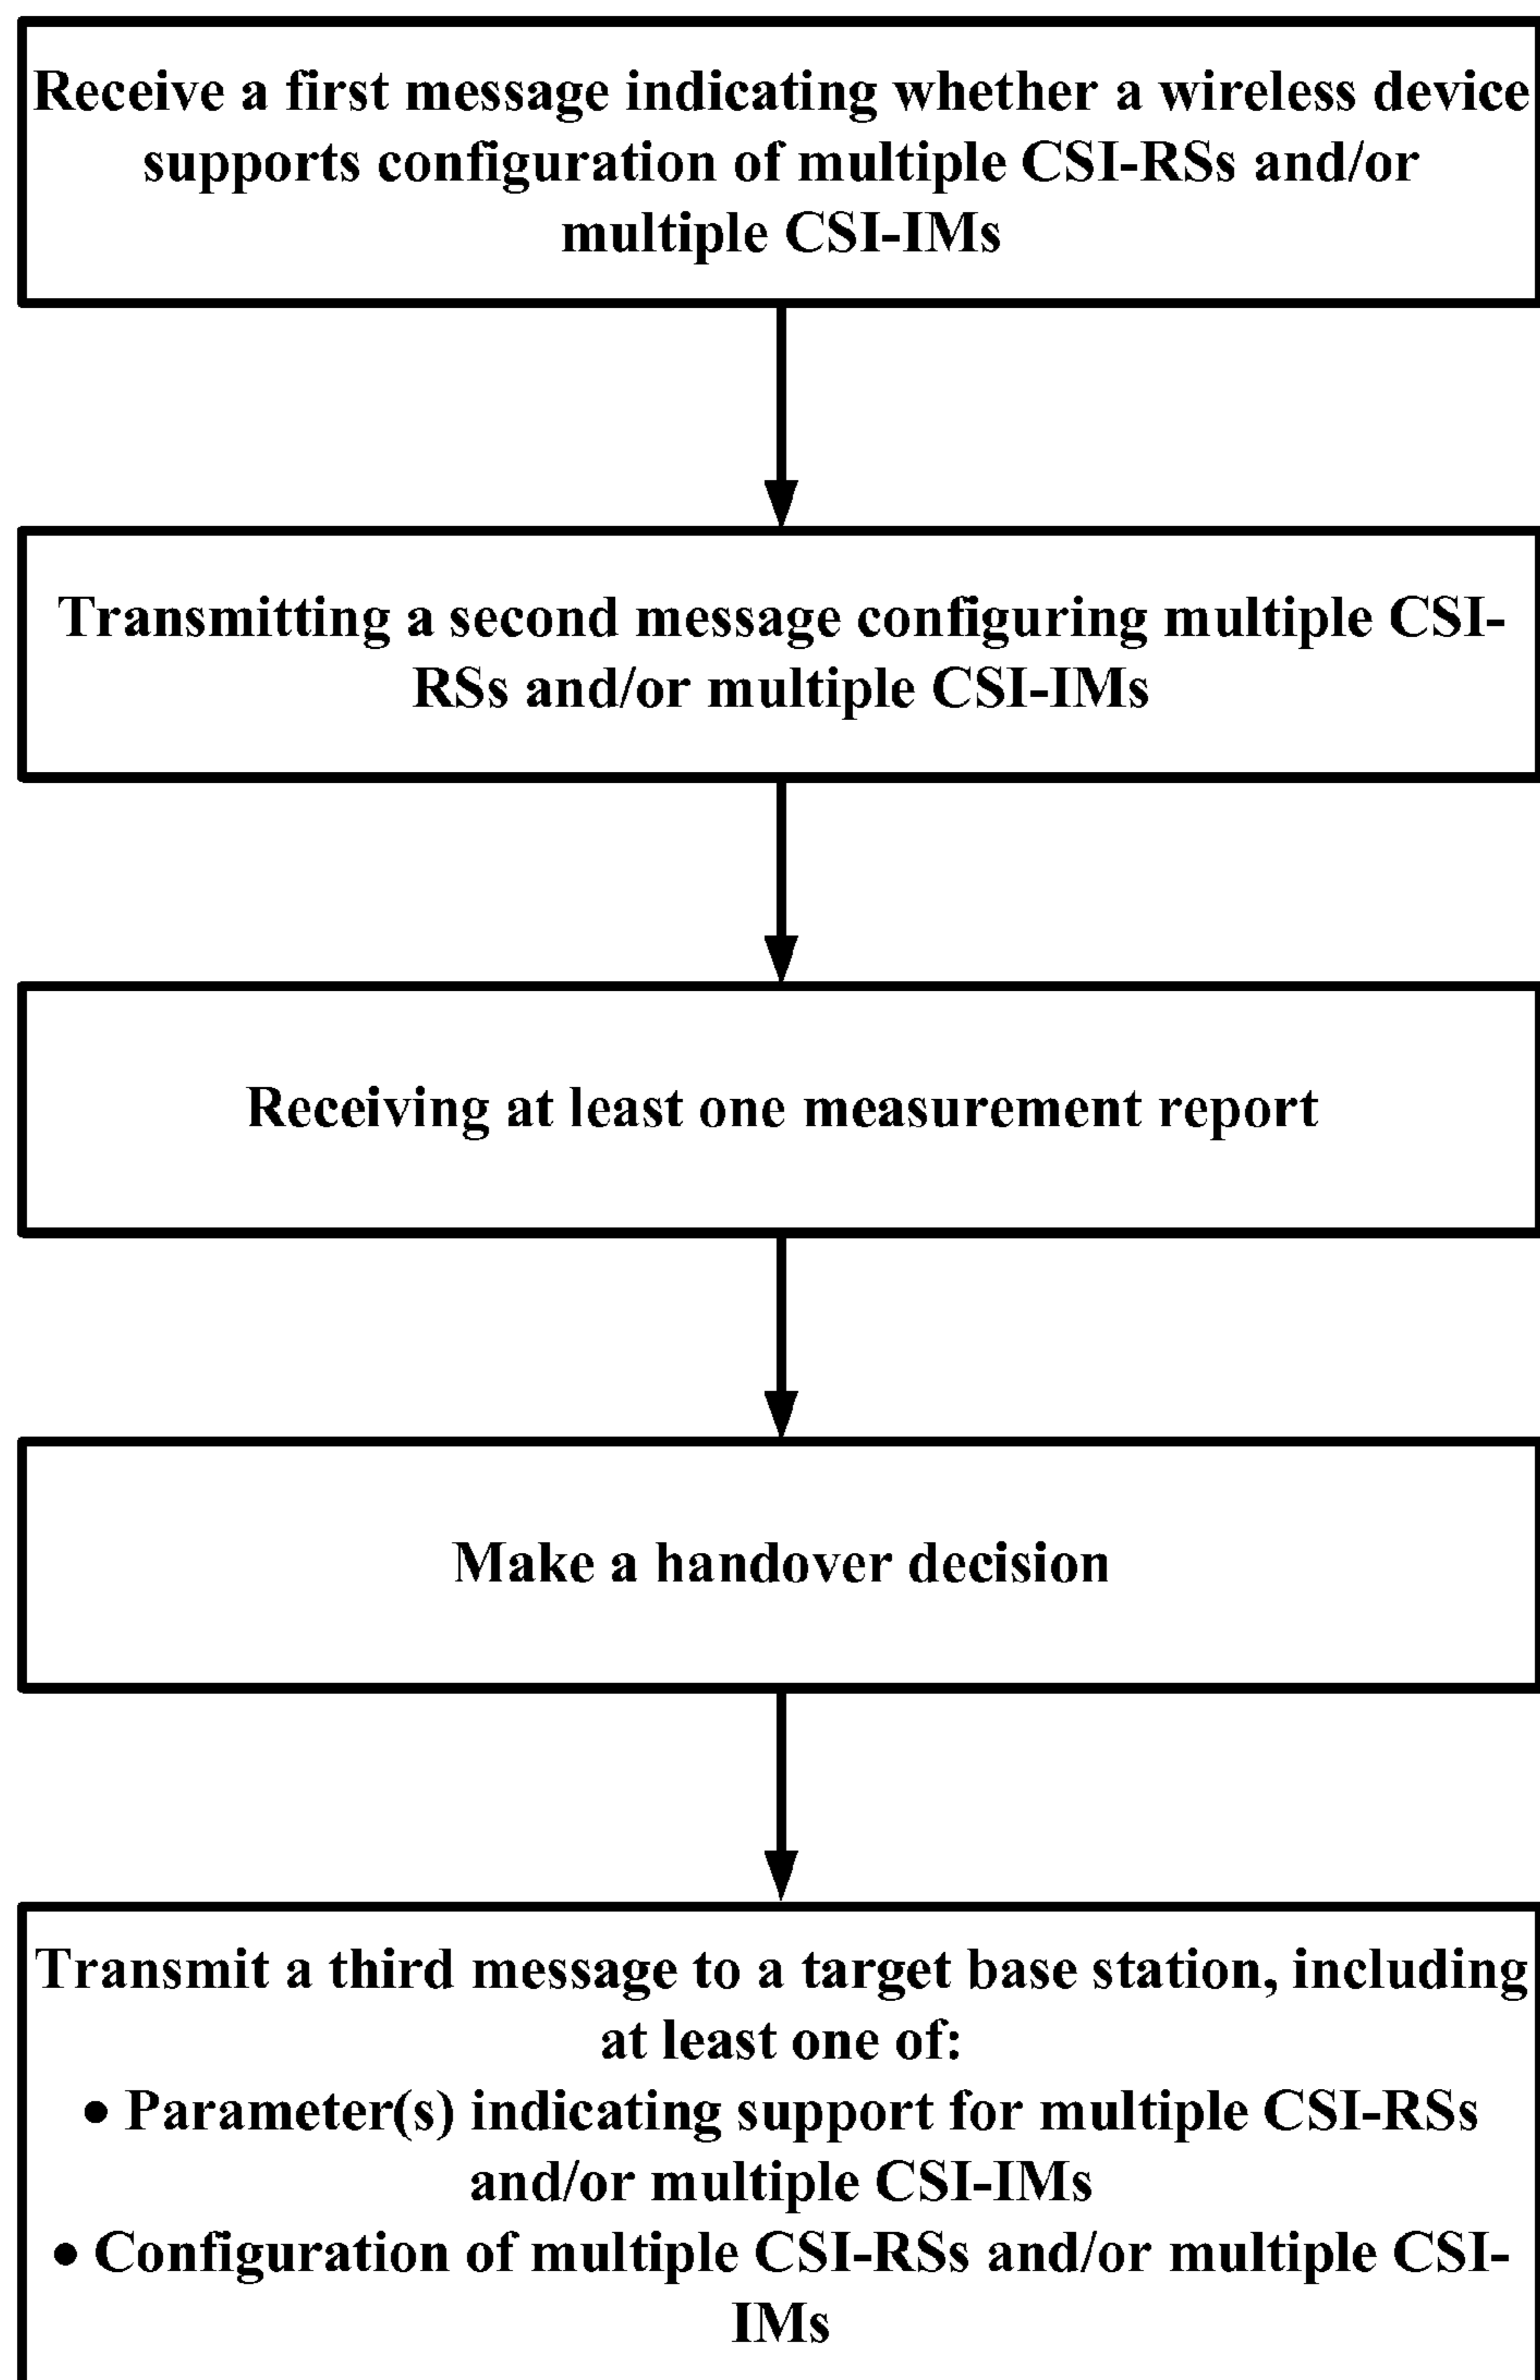 Receive a first message indicating whether a wireless device
supports configuration of multiple CSI-RSs and/or
multiple CSI-IMs
Transmitting a second message configuring multiple CSI-
RSs and/or multiple CSI-IMs
Receiving at least one measurement report
Make a handover decision
Transmit a third message to a target base station, including
at least one of:
● Parameter(s) indicating support for multiple CSI-RSs
and/or multiple CSI-IMs
● Configuration of multiple CSI-RSs and/or multiple CSI-
IMs